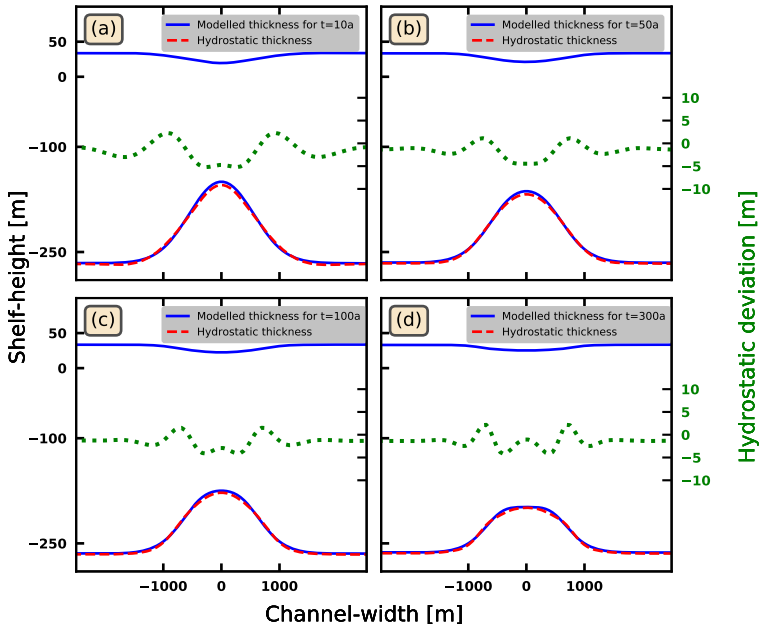 (a)
Modelled thickness for t=10a
Hydrostatic thickness
(b)
Modelled thickness for t=50a
Hydrostatic thickness
50
0
−100
−250
10
5
0
−5
−10
(c)
Modelled thickness for t=100a
Hydrostatic thickness
(d)
Modelled thickness for t=300a
Hydrostatic thickness
50
0
−100
−250
10
5
0
−5
−10
−1000 0 1000
−1000 0 1000
Shelf-height [m]
Hydrostatic deviation [m]
Channel-width [m]